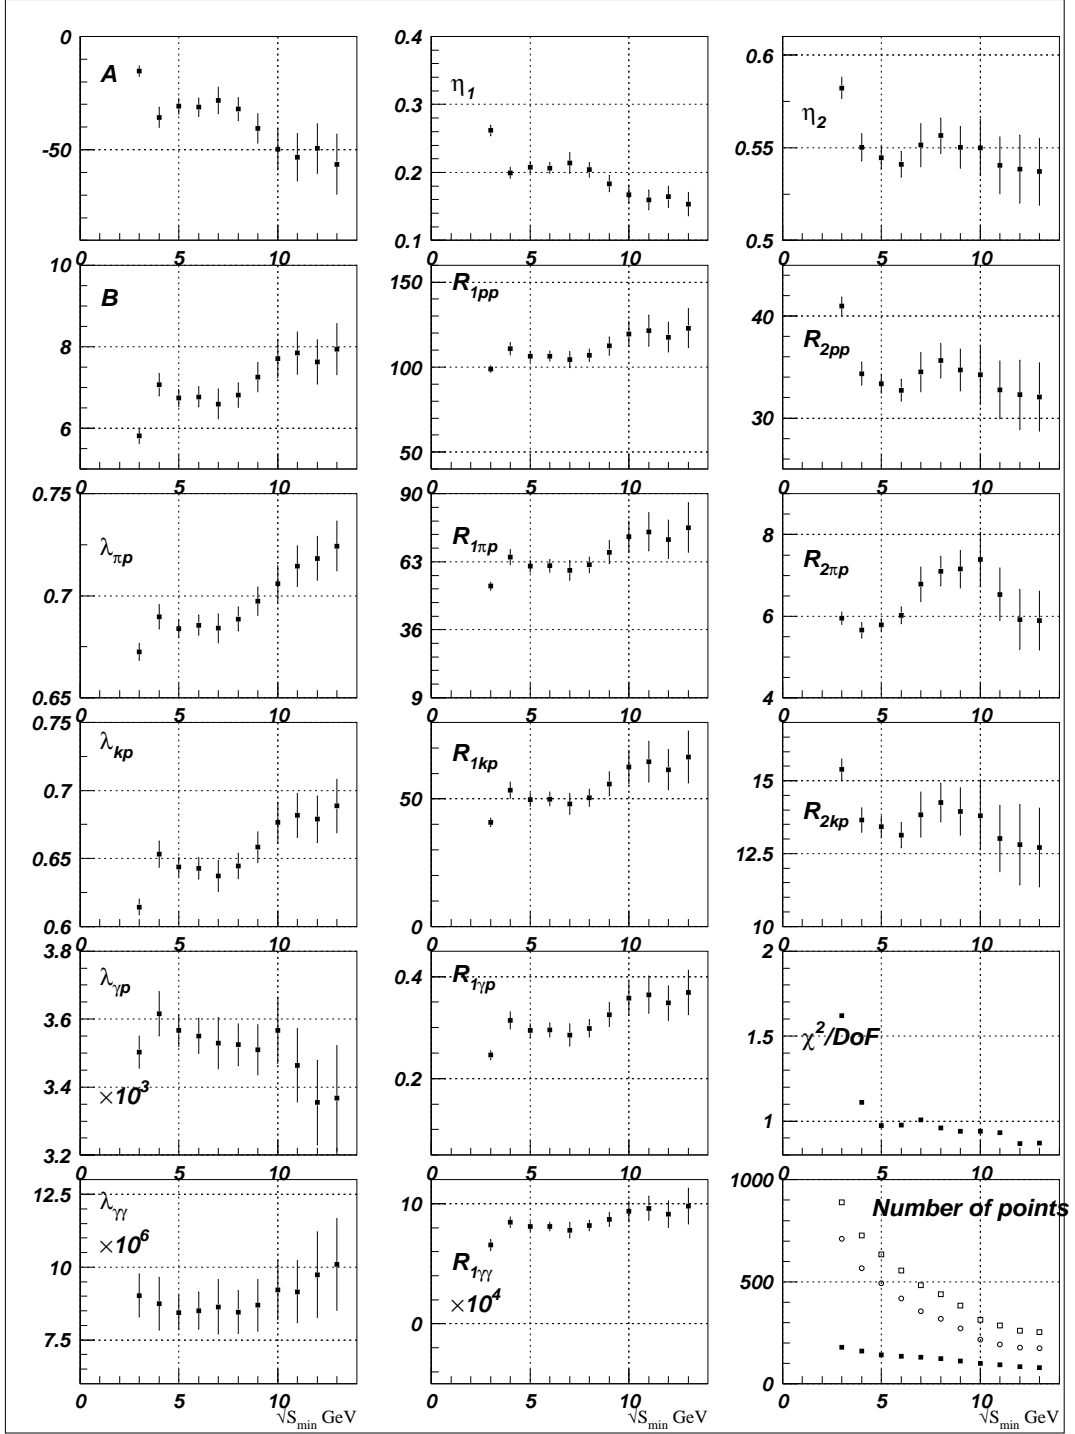 0
-50
A
0 5 10
0.4
0.3
0.2
0.1
η1
0 5 10
0.6
0.55
0.5
η2
0 5 10
10
8
6
B
0 5 10
150
100
50
R1pp
0 5 10
40
30
R2pp
0 5 10
0.75
0.7
0.65
λπp
0 5 10
90
63
36
9
R1πp
0 5 10
8
6
4
R2πp
0 5 10
0.75
0.7
0.65
0.6
λkp
0 5 10
50
0
R1kp
0 5 10
15
12.5
10
R2kp
0 5 10
3.8
3.6
3.4
3.2
λγp
×10³
0 5 10
0.4
0.2
R1γp
0 5 10
2
1.5
1
χ²/DoF
0 5 10
12.5
10
7.5
λγγ
×10⁶
0 5 10
√Smin GeV
10
0
R1γγ
×10⁴
0 5 10
√Smin GeV
1000
500
0
Number of points
0 5 10
√Smin GeV